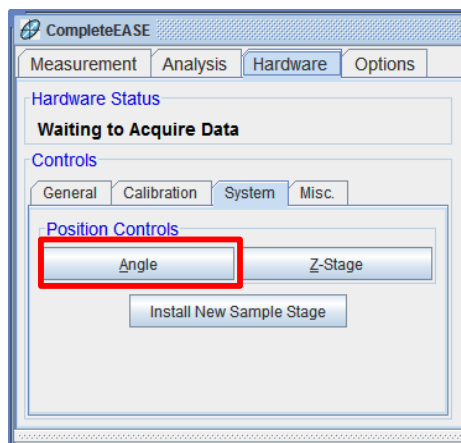 CompleteEASE
Measurement Analysis Hardware Options
Hardware Status
Waiting to Acquire Data
Controls
General Calibration System Misc.
Position Controls
Angle Z-Stage
Install New Sample Stage